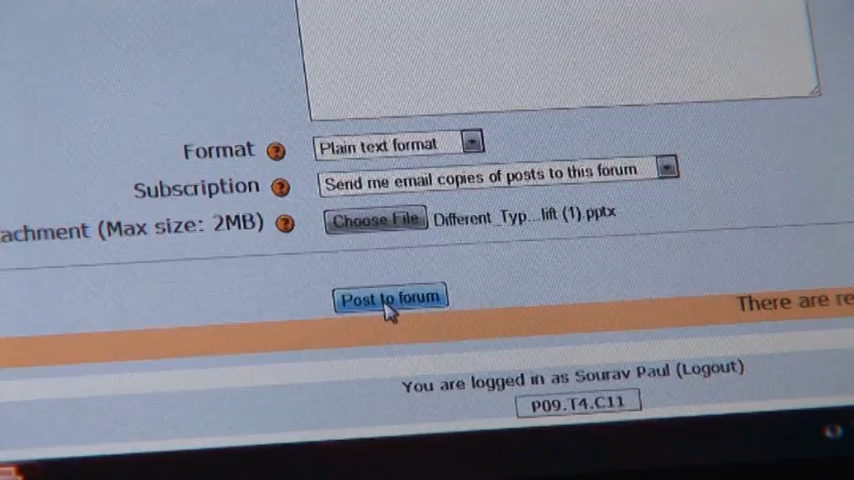 Format ? Plain text format
Subscription ? Send me email copies of posts to this forum
achment (Max size: 2MB) ? Choose File Different_Typ...lift (1).pptx
Post to forum
There are re
You are logged in as Sourav Paul (Logout)
P09.T4.C11